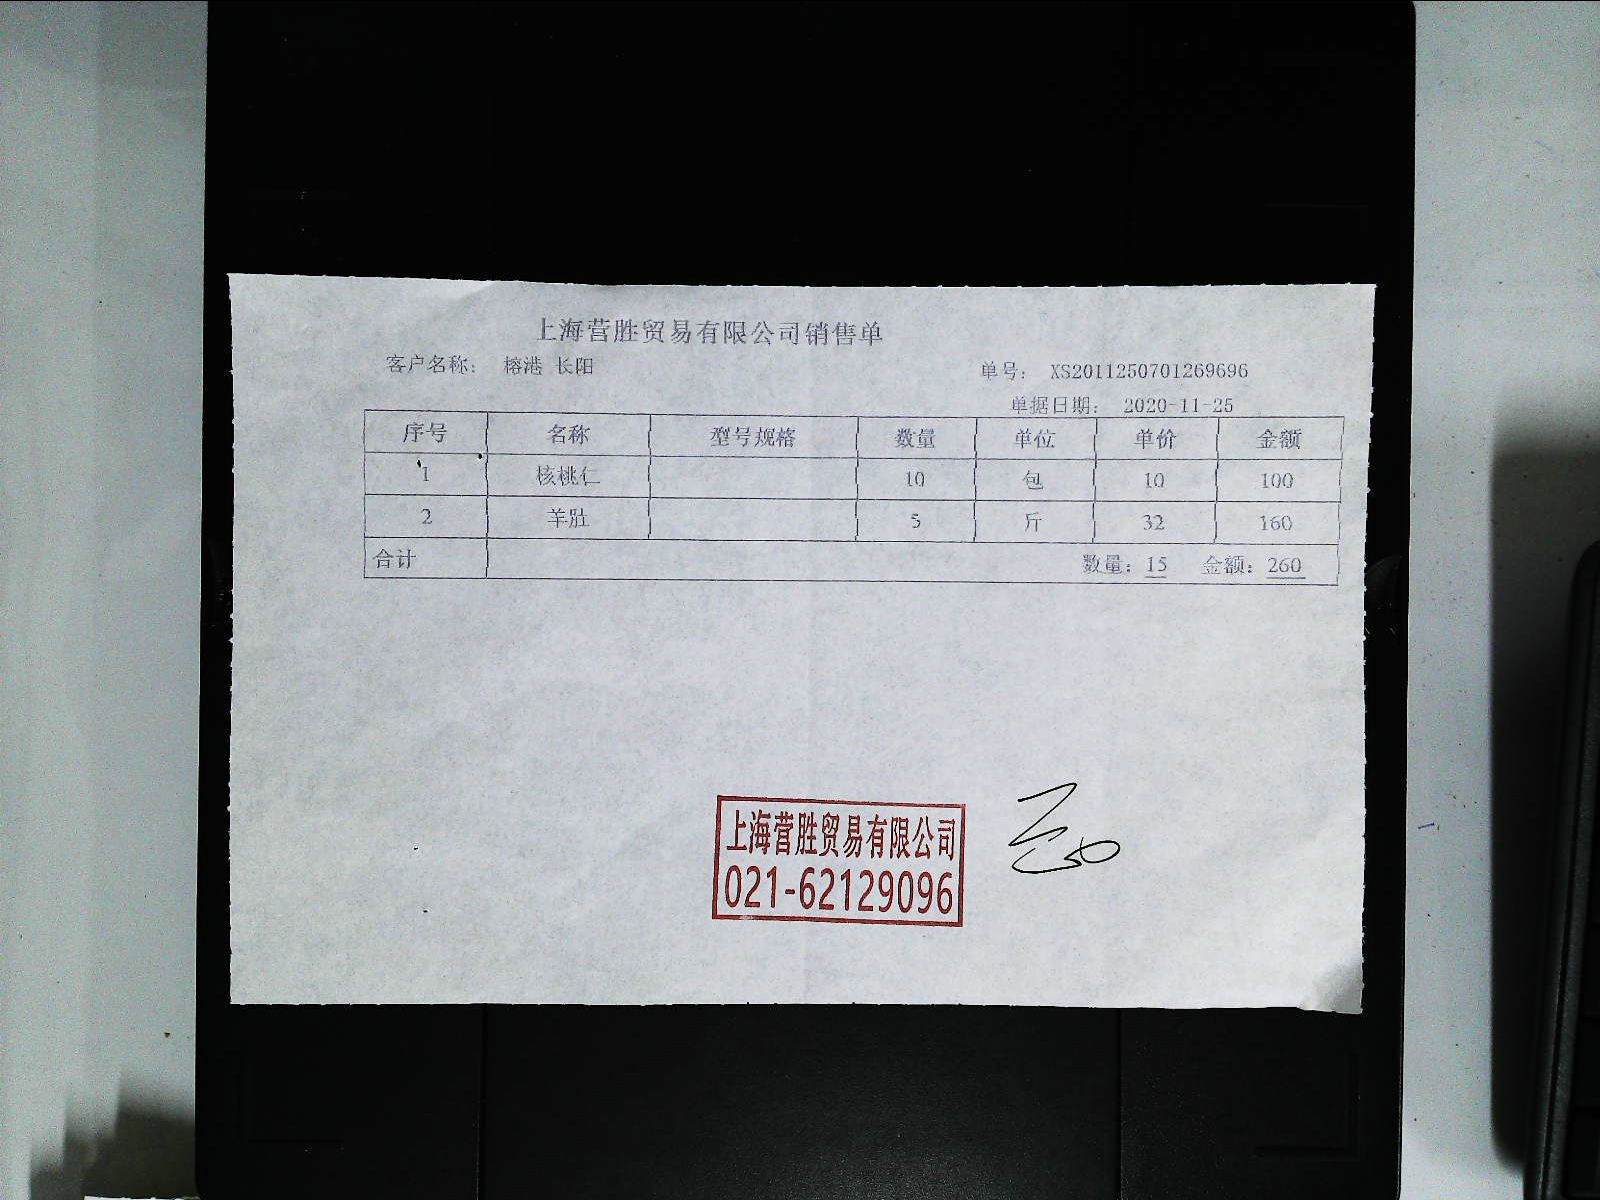 上海营胜贸易有限公司销售单
客户名称: 榕港 长阳 单号: XS2011250701269696
单据日期: 2020-11-25
序号 名称 型号规格 数量 单位 单价 金额
1 核桃仁 10 包 10 100
2 羊肚 5 斤 32 160
合计 数量: 15 金额: 260
上海营胜贸易有限公司
021-62129096